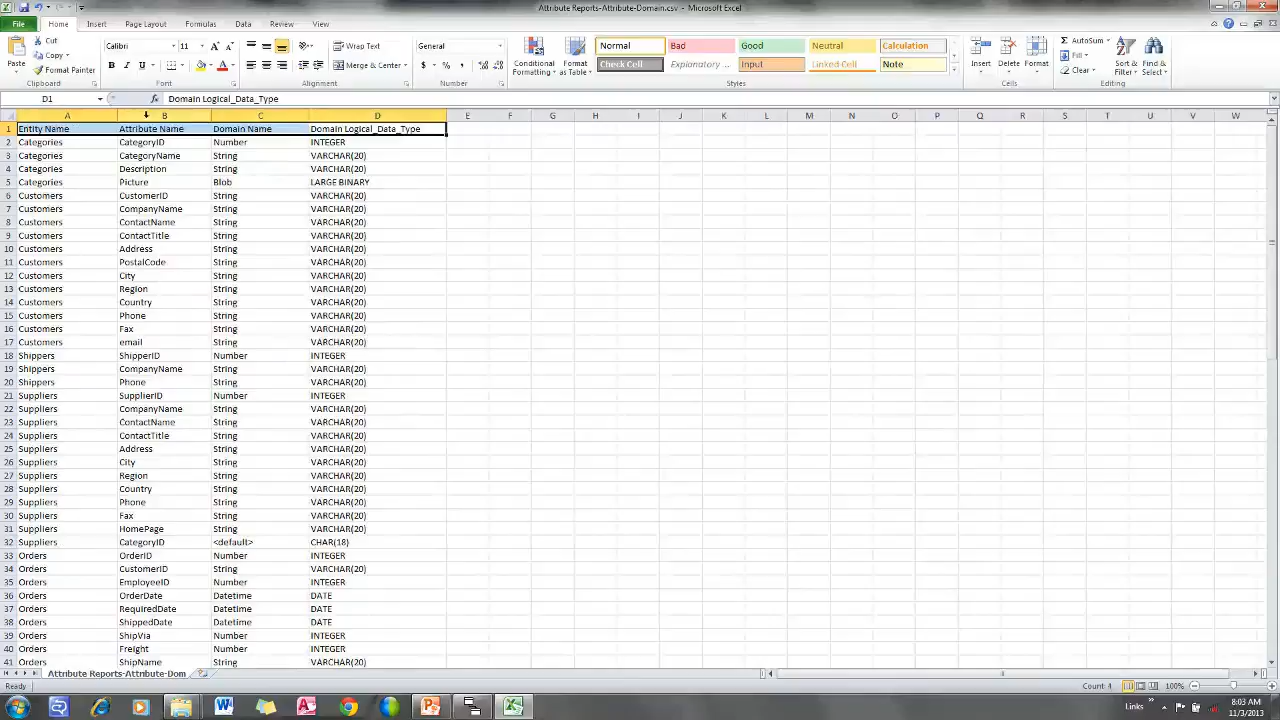 Attribute Reports-Attribute-Domain.csv - Microsoft Excel
File Home Insert Page Layout Formulas Data Review View
Paste
Cut
Copy
Format Painter
Clipboard
Calibri 11
B I U
Font
Wrap Text
Merge & Center
Alignment
General
$ % ,
Number
Conditional Formatting
Format as Table
Normal Bad Good Neutral Calculation
Check Cell Explanatory ... Input Linked Cell Note
Styles
Insert Delete Format
Cells
AutoSum
Fill
Clear
Sort & Filter
Find & Select
Editing
D1 fx Domain Logical_Data_Type
A B C D E F G H I J K L M N O P Q R S T U V W
1 Entity Name Attribute Name Domain Name Domain Logical_Data_Type
2 Categories CategoryID Number INTEGER
3 Categories CategoryName String VARCHAR(20)
4 Categories Description String VARCHAR(20)
5 Categories Picture Blob LARGE BINARY
6 Customers CustomerID String VARCHAR(20)
7 Customers CompanyName String VARCHAR(20)
8 Customers ContactName String VARCHAR(20)
9 Customers ContactTitle String VARCHAR(20)
10 Customers Address String VARCHAR(20)
11 Customers PostalCode String VARCHAR(20)
12 Customers City String VARCHAR(20)
13 Customers Region String VARCHAR(20)
14 Customers Country String VARCHAR(20)
15 Customers Phone String VARCHAR(20)
16 Customers Fax String VARCHAR(20)
17 Customers email String VARCHAR(20)
18 Shippers ShipperID Number INTEGER
19 Shippers CompanyName String VARCHAR(20)
20 Shippers Phone String VARCHAR(20)
21 Suppliers SupplierID Number INTEGER
22 Suppliers CompanyName String VARCHAR(20)
23 Suppliers ContactName String VARCHAR(20)
24 Suppliers ContactTitle String VARCHAR(20)
25 Suppliers Address String VARCHAR(20)
26 Suppliers City String VARCHAR(20)
27 Suppliers Region String VARCHAR(20)
28 Suppliers Country String VARCHAR(20)
29 Suppliers Phone String VARCHAR(20)
30 Suppliers Fax String VARCHAR(20)
31 Suppliers HomePage String VARCHAR(20)
32 Suppliers CategoryID <default> CHAR(18)
33 Orders OrderID Number INTEGER
34 Orders CustomerID String VARCHAR(20)
35 Orders EmployeeID Number INTEGER
36 Orders OrderDate Datetime DATE
37 Orders RequiredDate Datetime DATE
38 Orders ShippedDate Datetime DATE
39 Orders ShipVia Number INTEGER
40 Orders Freight Number INTEGER
41 Orders ShipName String VARCHAR(20)
Attribute Reports-Attribute-Dom
Ready Count: 4 100%
Links 8:03 AM
11/3/2013